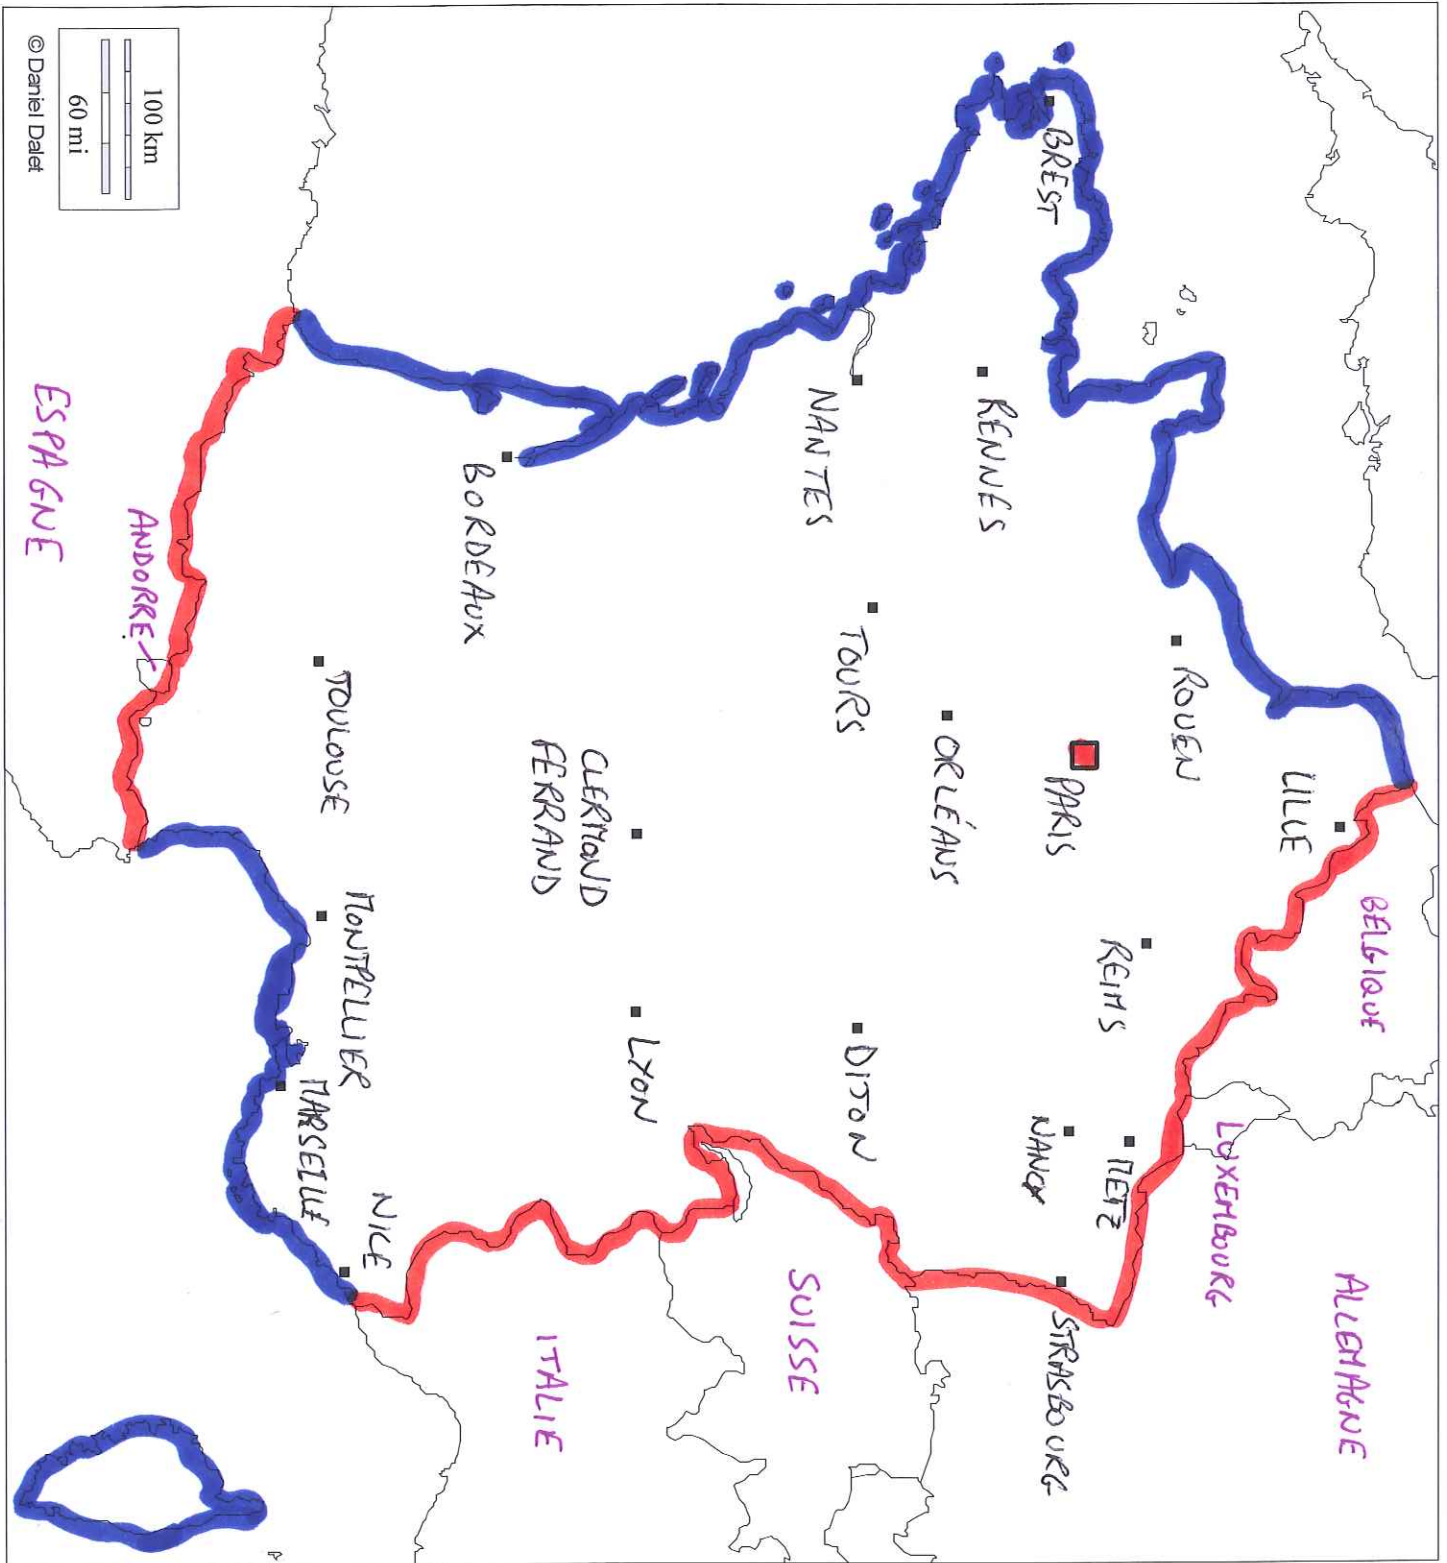 BELGIQUE
ALLEMAGNE
LILLE
LUXEMBOURG
ROUEN
REIMS
METZ
PARIS
STRASBOURG
NANCY
BREST
RENNES
ORLÉANS
DIJON
TOURS
NANTES
SUISSE
LYON
CLERMOND
FERRAND
ITALIE
BORDEAUX
NICE
MONTPELLIER
TOULOUSE
MARSEILLE
ANDORRE
ESPAGNE
100 km
60 mi
© Daniel Dalet